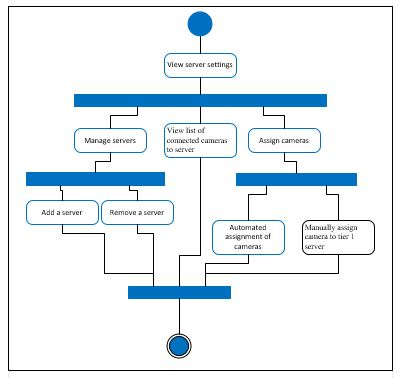 View server settings
Manage servers
View list of
connected cameras
to server
Assign cameras
Add a server
Remove a server
Automated
assignment of
cameras
Manually assign
camera to tier 1
server